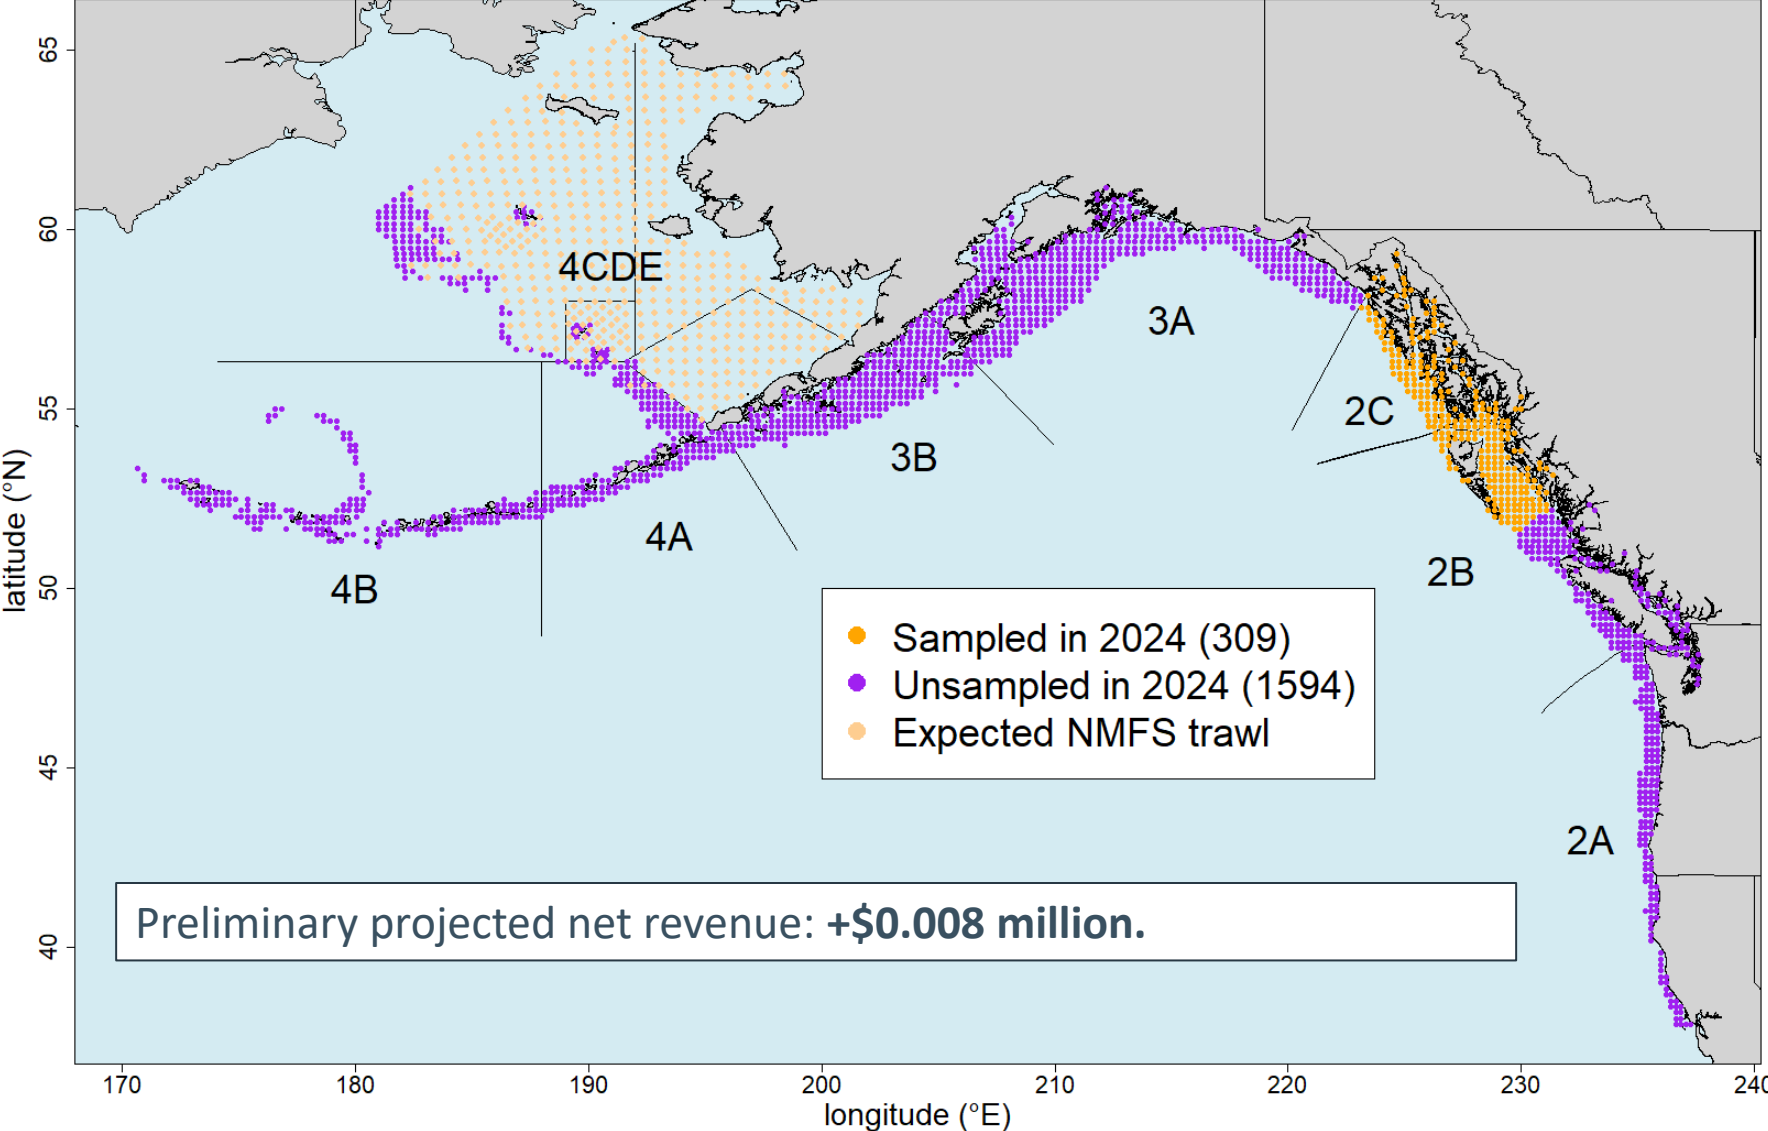 65
60
55
50
45
40
latitude (°N)
4CDE
3A
2C
3B
4A
2B
4B
2A
Sampled in 2024 (309)
Unsampled in 2024 (1594)
Expected NMFS trawl
Preliminary projected net revenue: +$0.008 million.
170 180 190 200 210 220 230 240
longitude (°E)